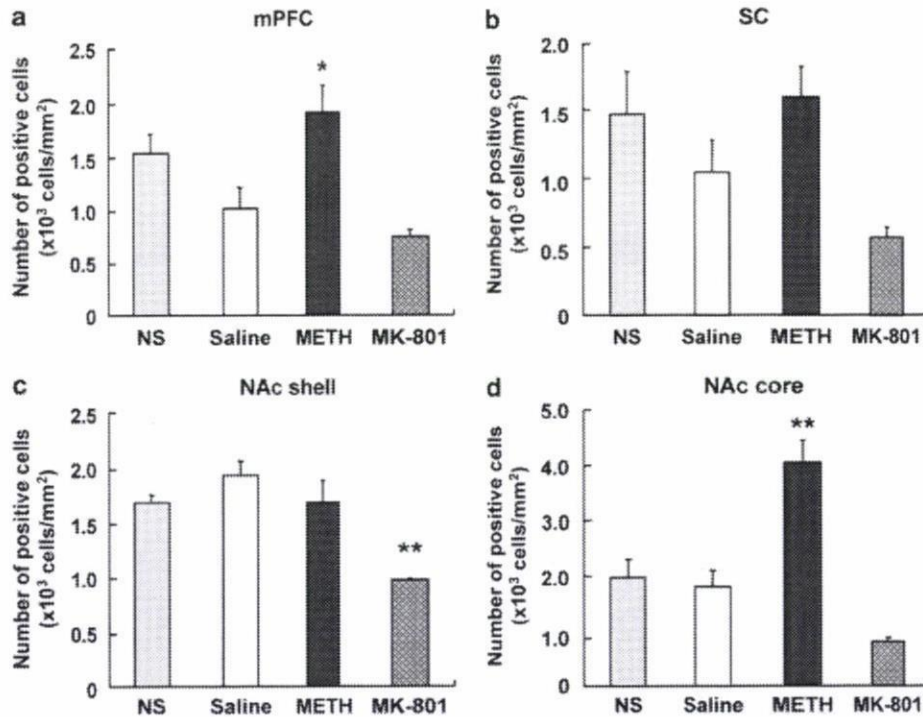 a
mPFC
Number of positive cells
(x10³ cells/mm²)
2.5
2.0
1.5
1.0
0.5
0
*
NS Saline METH MK-801
b
SC
Number of positive cells
(x10³ cells/mm²)
2.0
1.5
1.0
0.5
0
NS Saline METH MK-801
c
NAc shell
Number of positive cells
(x10³ cells/mm²)
2.5
2.0
1.5
1.0
0.5
0
**
NS Saline METH MK-801
d
NAc core
Number of positive cells
(x10³ cells/mm²)
5.0
4.0
3.0
2.0
1.0
0
**
NS Saline METH MK-801